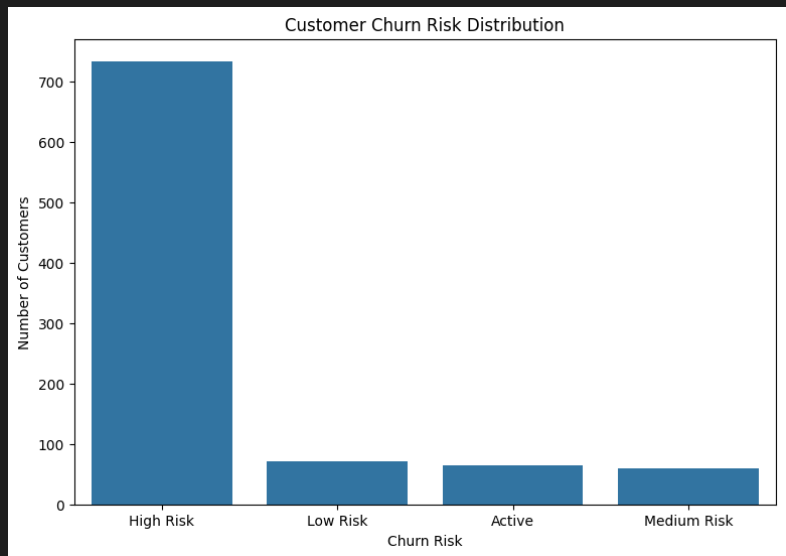 Customer Churn Risk Distribution
Number of Customers
700
600
500
400
300
200
100
0
High Risk
Low Risk
Active
Medium Risk
Churn Risk